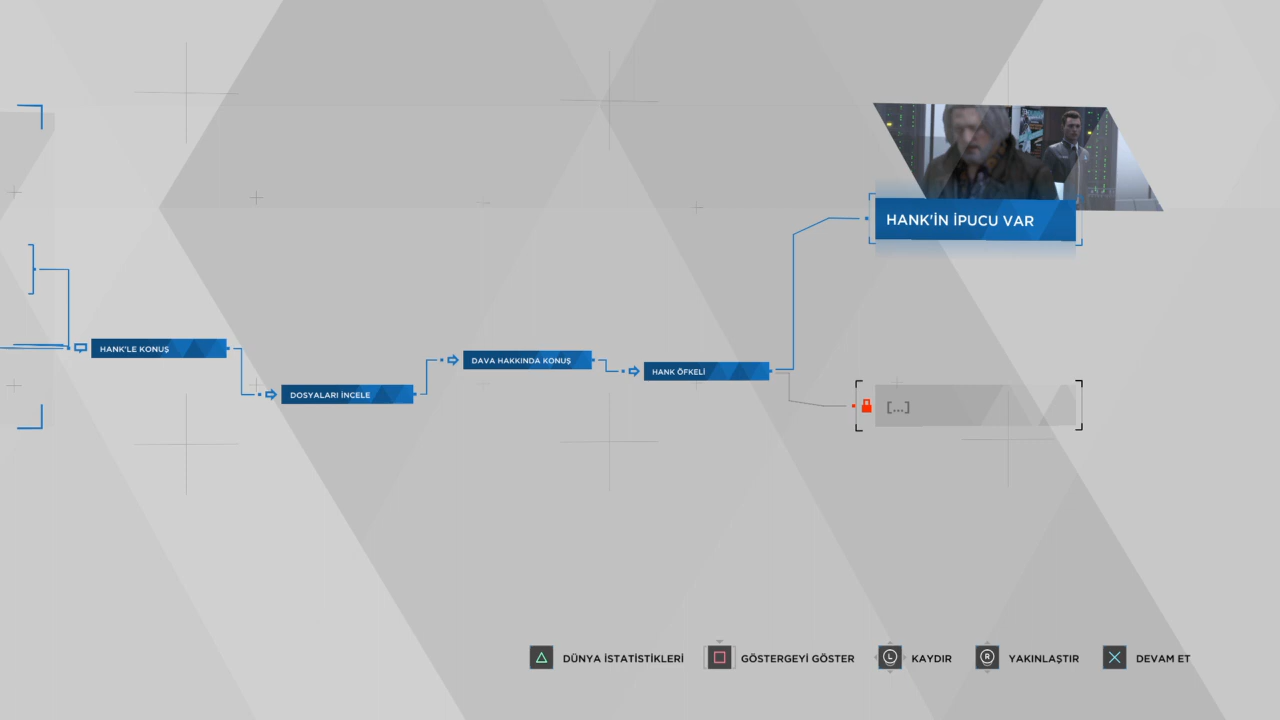 HANK'İN İPUCU VAR
HANK'LE KONUŞ
DAVA HAKKINDA KONUŞ
HANK ÖFKELİ
DOSYALARI İNCELE
[...]
DÜNYA İSTATİSTİKLERİ
GÖSTERGEYİ GÖSTER
L KAYDIR
R YAKINLAŞTIR
DEVAM ET